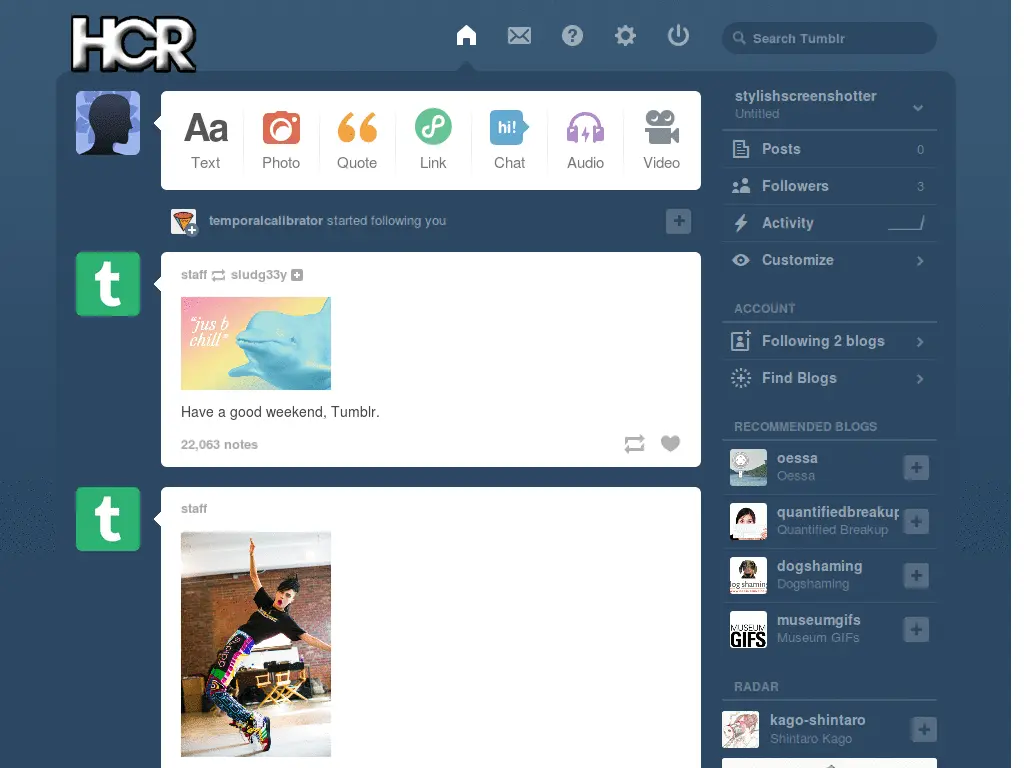 HCR
Search Tumblr
Aa
hi!
Text
Photo
Quote
Link
Chat
Audio
Video
temporalcalibrator started following you
t
staff sludg33y
"jus b
chill"
Have a good weekend, Tumblr.
22,063 notes
t
staff
stylishscreenshotter
Untitled
Posts 0
Followers 3
Activity
Customize
ACCOUNT
Following 2 blogs
Find Blogs
RECOMMENDED BLOGS
oessa
Oessa
quantifiedbreakup
Quantified Breakup
dogshaming
Dogshaming
museumgifs
Museum GIFs
MUSEUM
GIFS
RADAR
kago-shintaro
Shintaro Kago